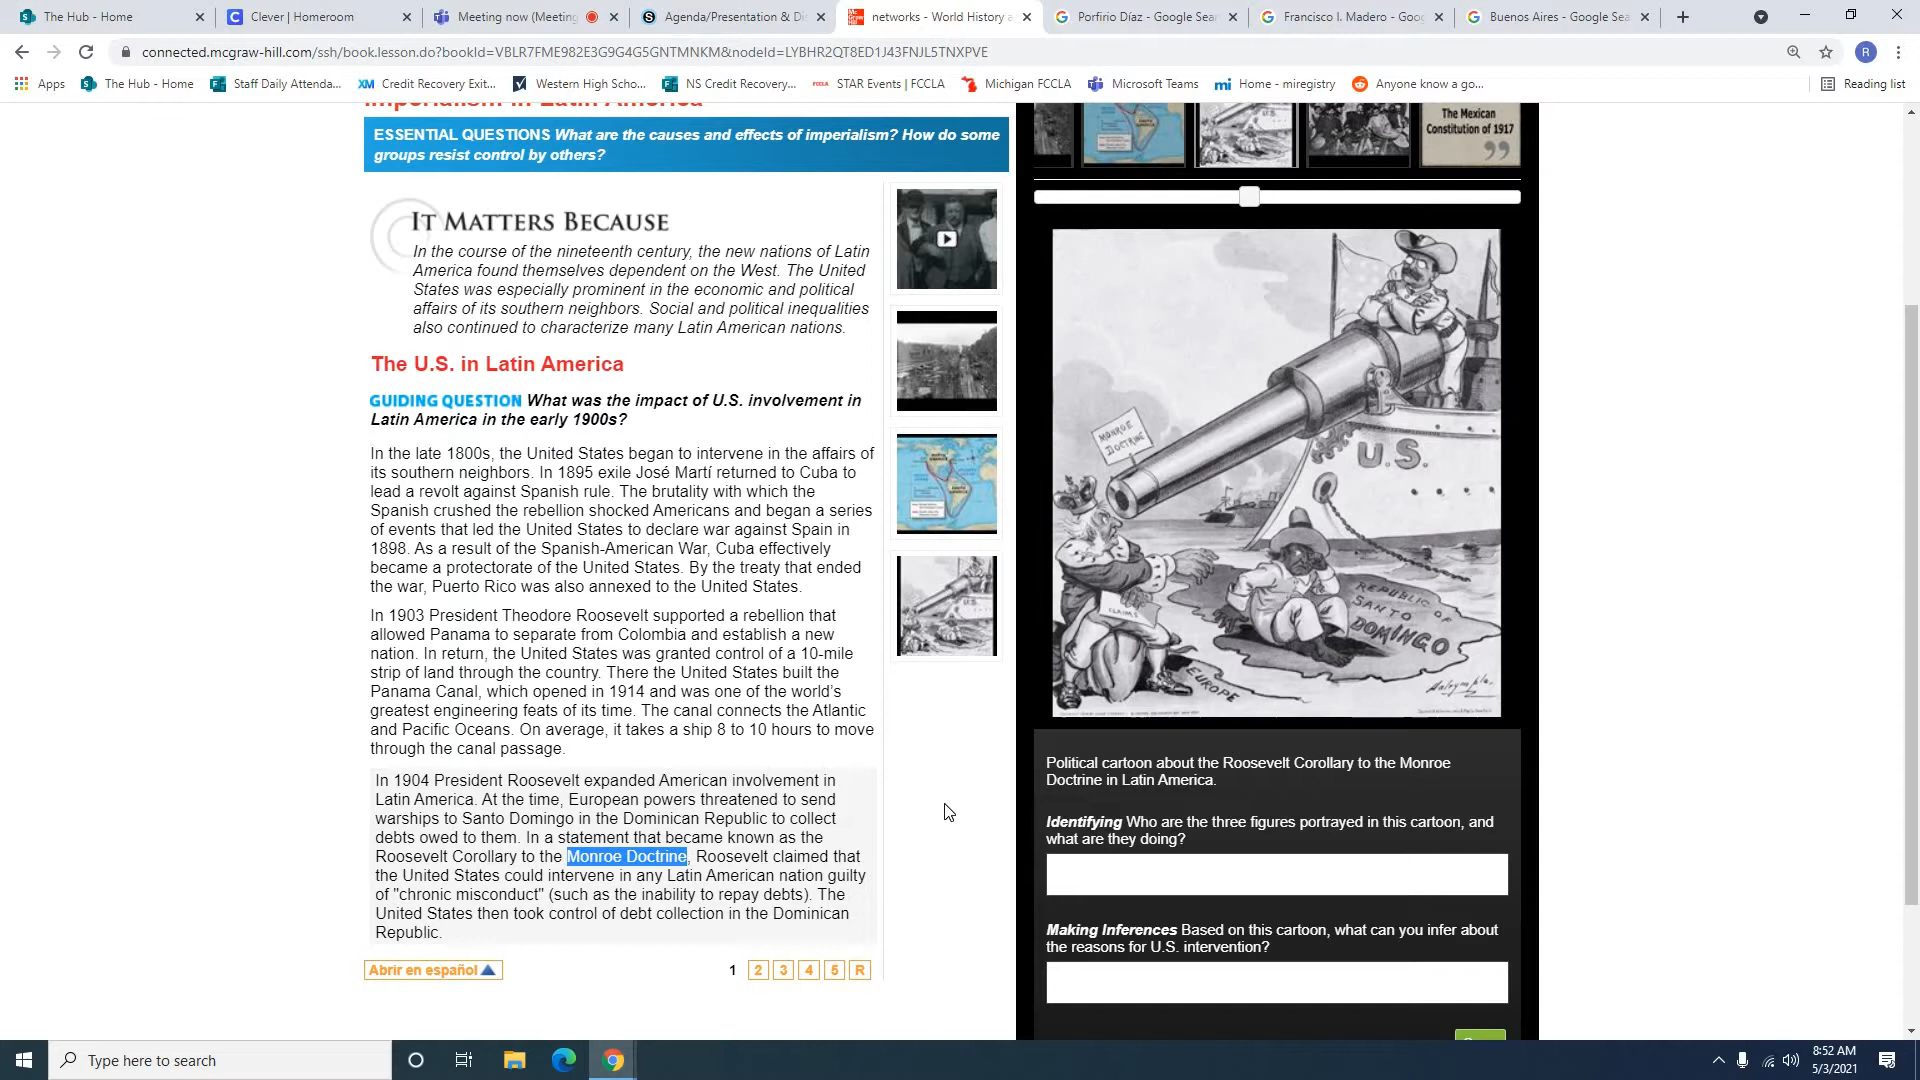 The Hub - Home
Clever | Homeroom
Meeting now (Meeting
Agenda/Presentation & Di
networks - World History a
Porfirio Díaz - Google Sear
Francisco I. Madero - Goog
Buenos Aires - Google Sea
connected.mcgraw-hill.com/ssh/book.lesson.do?bookId=VBLR7FME982E3G9G4G5GNTMNKM&nodeId=LYBHR2QT8ED1J43FNJL5TNXPVE
R
Apps
The Hub - Home
Staff Daily Attenda...
Credit Recovery Exit...
Western High Scho...
NS Credit Recovery...
STAR Events | FCCLA
Michigan FCCLA
Microsoft Teams
Home - miregistry
Anyone know a go...
Reading list
Imperialism in Latin America
ESSENTIAL QUESTIONS What are the causes and effects of imperialism? How do some
groups resist control by others?
IT MATTERS BECAUSE
In the course of the nineteenth century, the new nations of Latin
America found themselves dependent on the West. The United
States was especially prominent in the economic and political
affairs of its southern neighbors. Social and political inequalities
also continued to characterize many Latin American nations.
The U.S. in Latin America
GUIDING QUESTION What was the impact of U.S. involvement in
Latin America in the early 1900s?
In the late 1800s, the United States began to intervene in the affairs of
its southern neighbors. In 1895 exile José Martí returned to Cuba to
lead a revolt against Spanish rule. The brutality with which the
Spanish crushed the rebellion shocked Americans and began a series
of events that led the United States to declare war against Spain in
1898. As a result of the Spanish-American War, Cuba effectively
became a protectorate of the United States. By the treaty that ended
the war, Puerto Rico was also annexed to the United States.
In 1903 President Theodore Roosevelt supported a rebellion that
allowed Panama to separate from Colombia and establish a new
nation. In return, the United States was granted control of a 10-mile
strip of land through the country. There the United States built the
Panama Canal, which opened in 1914 and was one of the world's
greatest engineering feats of its time. The canal connects the Atlantic
and Pacific Oceans. On average, it takes a ship 8 to 10 hours to move
through the canal passage.
In 1904 President Roosevelt expanded American involvement in
Latin America. At the time, European powers threatened to send
warships to Santo Domingo in the Dominican Republic to collect
debts owed to them. In a statement that became known as the
Roosevelt Corollary to the Monroe Doctrine, Roosevelt claimed that
the United States could intervene in any Latin American nation guilty
of "chronic misconduct" (such as the inability to repay debts). The
United States then took control of debt collection in the Dominican
Republic.
Abrir en español
1 2 3 4 5 R
The Mexican
Constitution of 1917
MONROE
DOCTRINE
U.S.
CLAIMS
REPUBLIC OF
SANTO
DOMINGO
EUROPE
Political cartoon about the Roosevelt Corollary to the Monroe
Doctrine in Latin America.
Identifying Who are the three figures portrayed in this cartoon, and
what are they doing?
Making Inferences Based on this cartoon, what can you infer about
the reasons for U.S. intervention?
Type here to search
8:52 AM
5/3/2021